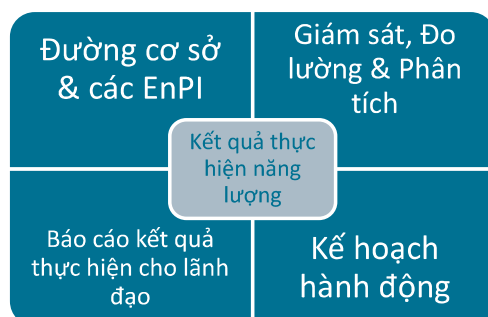 Đường cơ sở
& các EnPI
Giám sát, Đo
lường & Phân
tích
Kết quả thực
hiện năng
lượng
Báo cáo kết quả
thực hiện cho lãnh
đạo
Kế hoạch
hành động